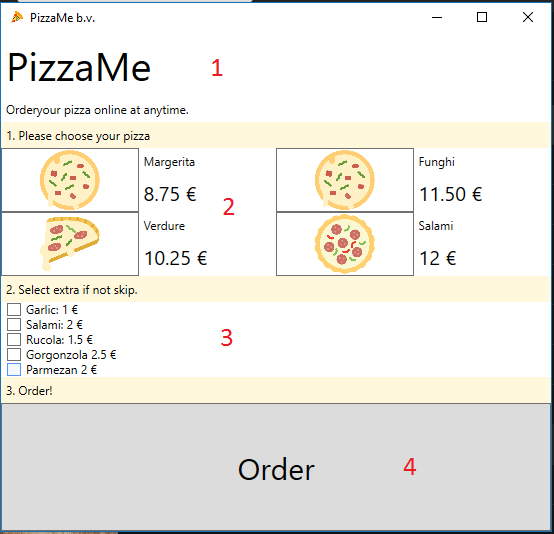 PizzaMe b.v.
PizzaMe 1
Orderyour pizza online at anytime.
1. Please choose your pizza
Margerita
8.75 €
Funghi
11.50 €
2
Verdure
10.25 €
Salami
12 €
2. Select extra if not skip.
Garlic: 1 €
Salami: 2 €
Rucola: 1.5 €
3
Gorgonzola 2.5 €
Parmezan 2 €
3. Order!
Order 4